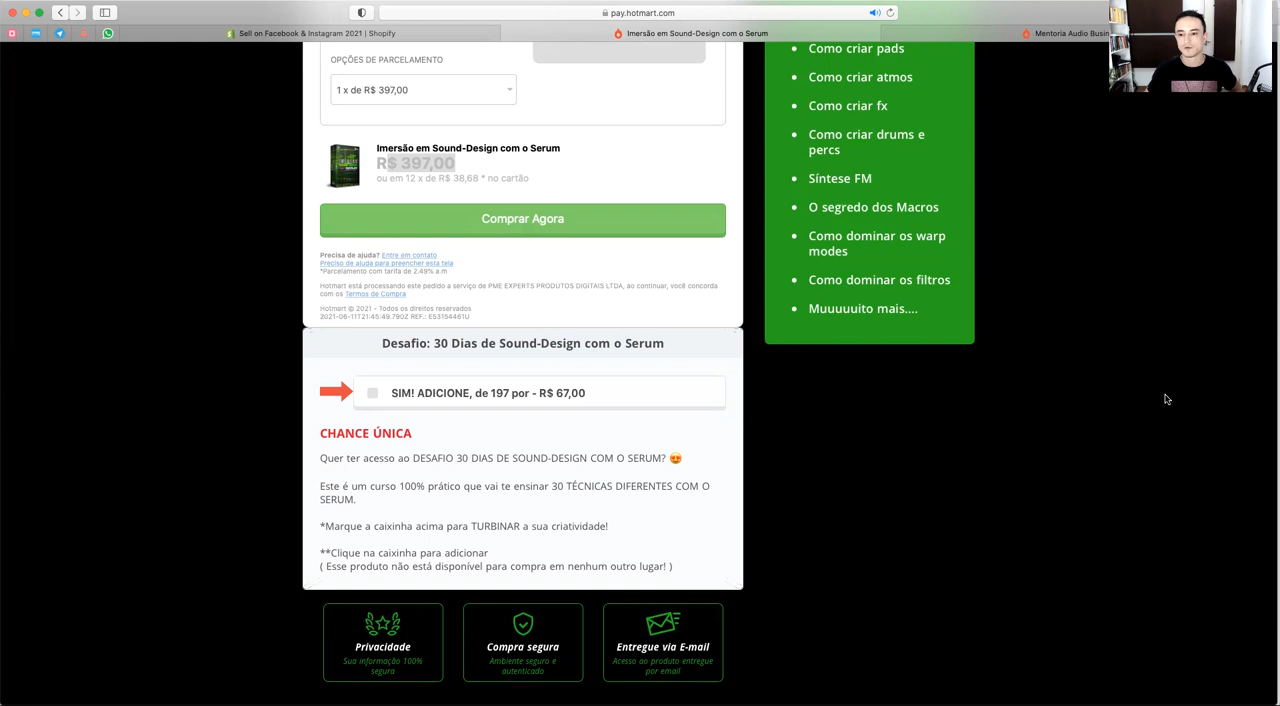 pay.hotmart.com
Sell on Facebook & Instagram 2021 | Shopify
Imersão em Sound-Design com o Serum
Mentoria Audio Busin
OPÇÕES DE PARCELAMENTO
1 x de R$ 397,00
Imersão em Sound-Design com o Serum
R$ 397,00
ou em 12 x de R$ 38,68 * no cartão
Comprar Agora
Precisa de ajuda? Entre em contato
Preciso de ajuda para preencher esta tela
*Parcelamento com tarifa de 2.49% a.m
Hotmart está processando este pedido a serviço de PME EXPERTS PRODUTOS DIGITAIS LTDA, ao continuar, você concorda
com os Termos de Compra
Hotmart © 2021 - Todos os direitos reservados
2021-06-11T21:45:49.790Z REF.: E53154461U
Como criar pads
Como criar atmos
Como criar fx
Como criar drums e
percs
Síntese FM
O segredo dos Macros
Como dominar os warp
modes
Como dominar os filtros
Muuuuuito mais....
Desafio: 30 Dias de Sound-Design com o Serum
SIM! ADICIONE, de 197 por - R$ 67,00
CHANCE ÚNICA
Quer ter acesso ao DESAFIO 30 DIAS DE SOUND-DESIGN COM O SERUM? 😍
Este é um curso 100% prático que vai te ensinar 30 TÉCNICAS DIFERENTES COM O
SERUM.
*Marque a caixinha acima para TURBINAR a sua criatividade!
**Clique na caixinha para adicionar
( Esse produto não está disponível para compra em nenhum outro lugar! )
Privacidade
Sua informação 100%
segura
Compra segura
Ambiente seguro e
autenticado
Entregue via E-mail
Acesso ao produto entregue
por email